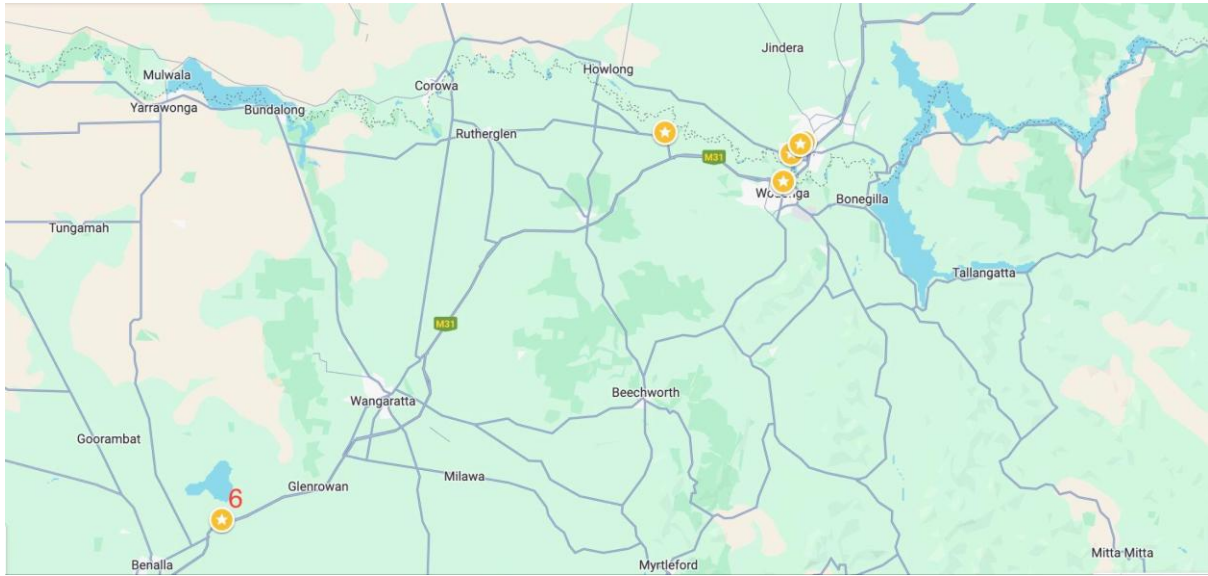 Jindera
Mulwala
Howlong
Corowa
Yarrawonga
Bundalong
Rutherglen
M31
Wodonga
Bonegilla
Tungamah
Tallangatta
M31
Beechworth
Wangaratta
Goorambat
Milawa
Glenrowan
6
Mitta Mitta
Benalla
Myrtleford